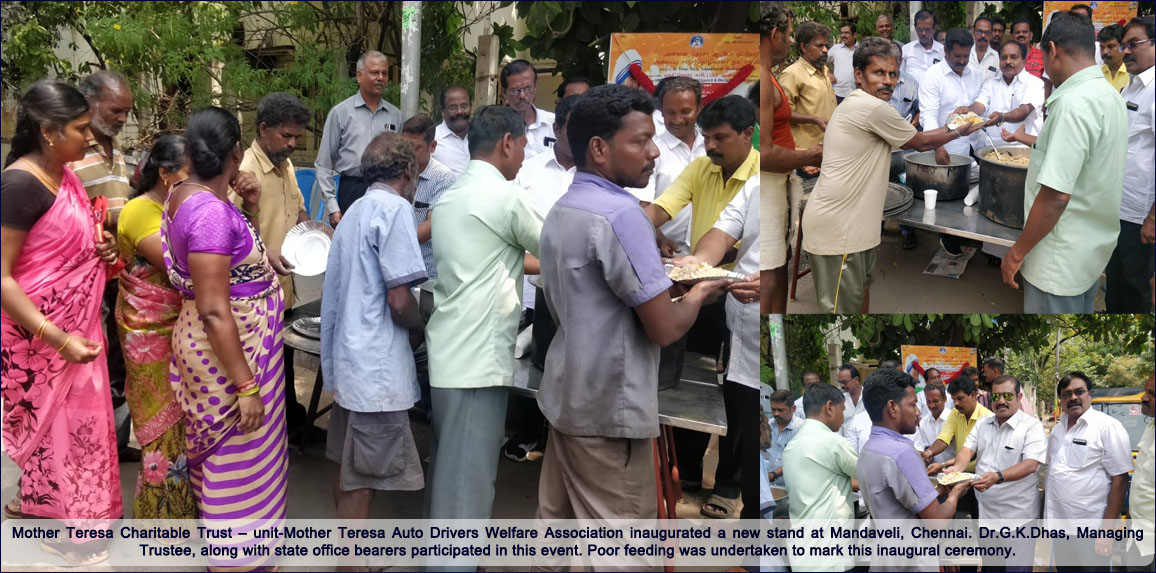 Mother Teresa Charitable Trust – unit-Mother Teresa Auto Drivers Welfare Association inaugurated a new stand at Mandaveli, Chennai. Dr.G.K.Dhas, Managing
Trustee, along with state office bearers participated in this event. Poor feeding was undertaken to mark this inaugural ceremony.